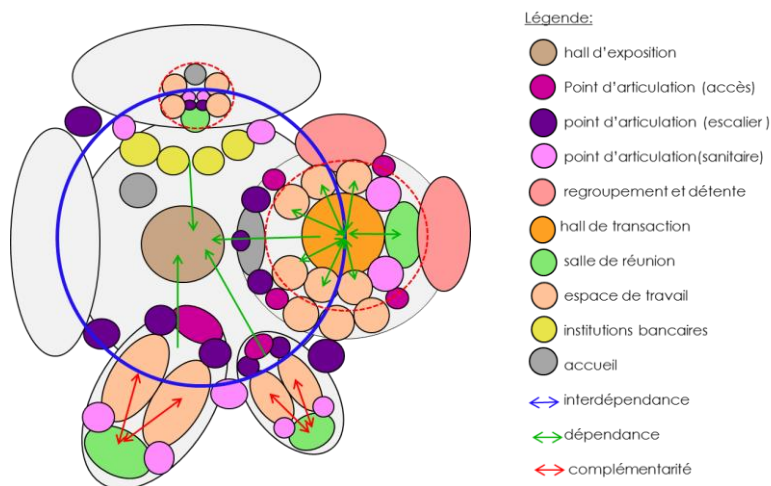 Légende:
hall d'exposition
Point d'articulation (accès)
point d'articulation (escalier)
point d'articulation(sanitaire)
regroupement et détente
hall de transaction
salle de réunion
espace de travail
institutions bancaires
accueil
interdépendance
dépendance
complémentarité